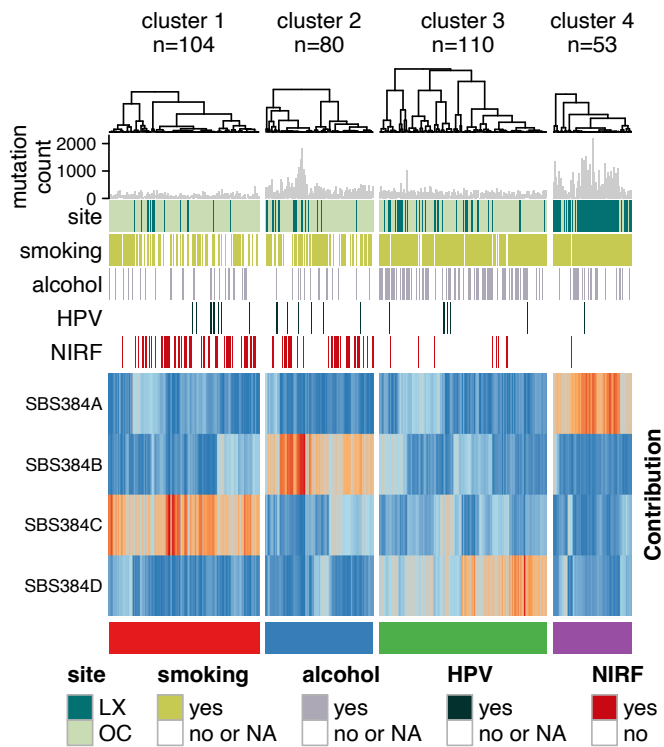 cluster 1 cluster 2 cluster 3 cluster 4
n=104 n=80 n=110 n=53
mutation
count
2000
1000
0
site
smoking
alcohol
HPV
NIRF
SBS384A
SBS384B
SBS384C
SBS384D
Contribution
site smoking alcohol HPV NIRF
LX yes yes yes yes
OC no or NA no or NA no or NA no